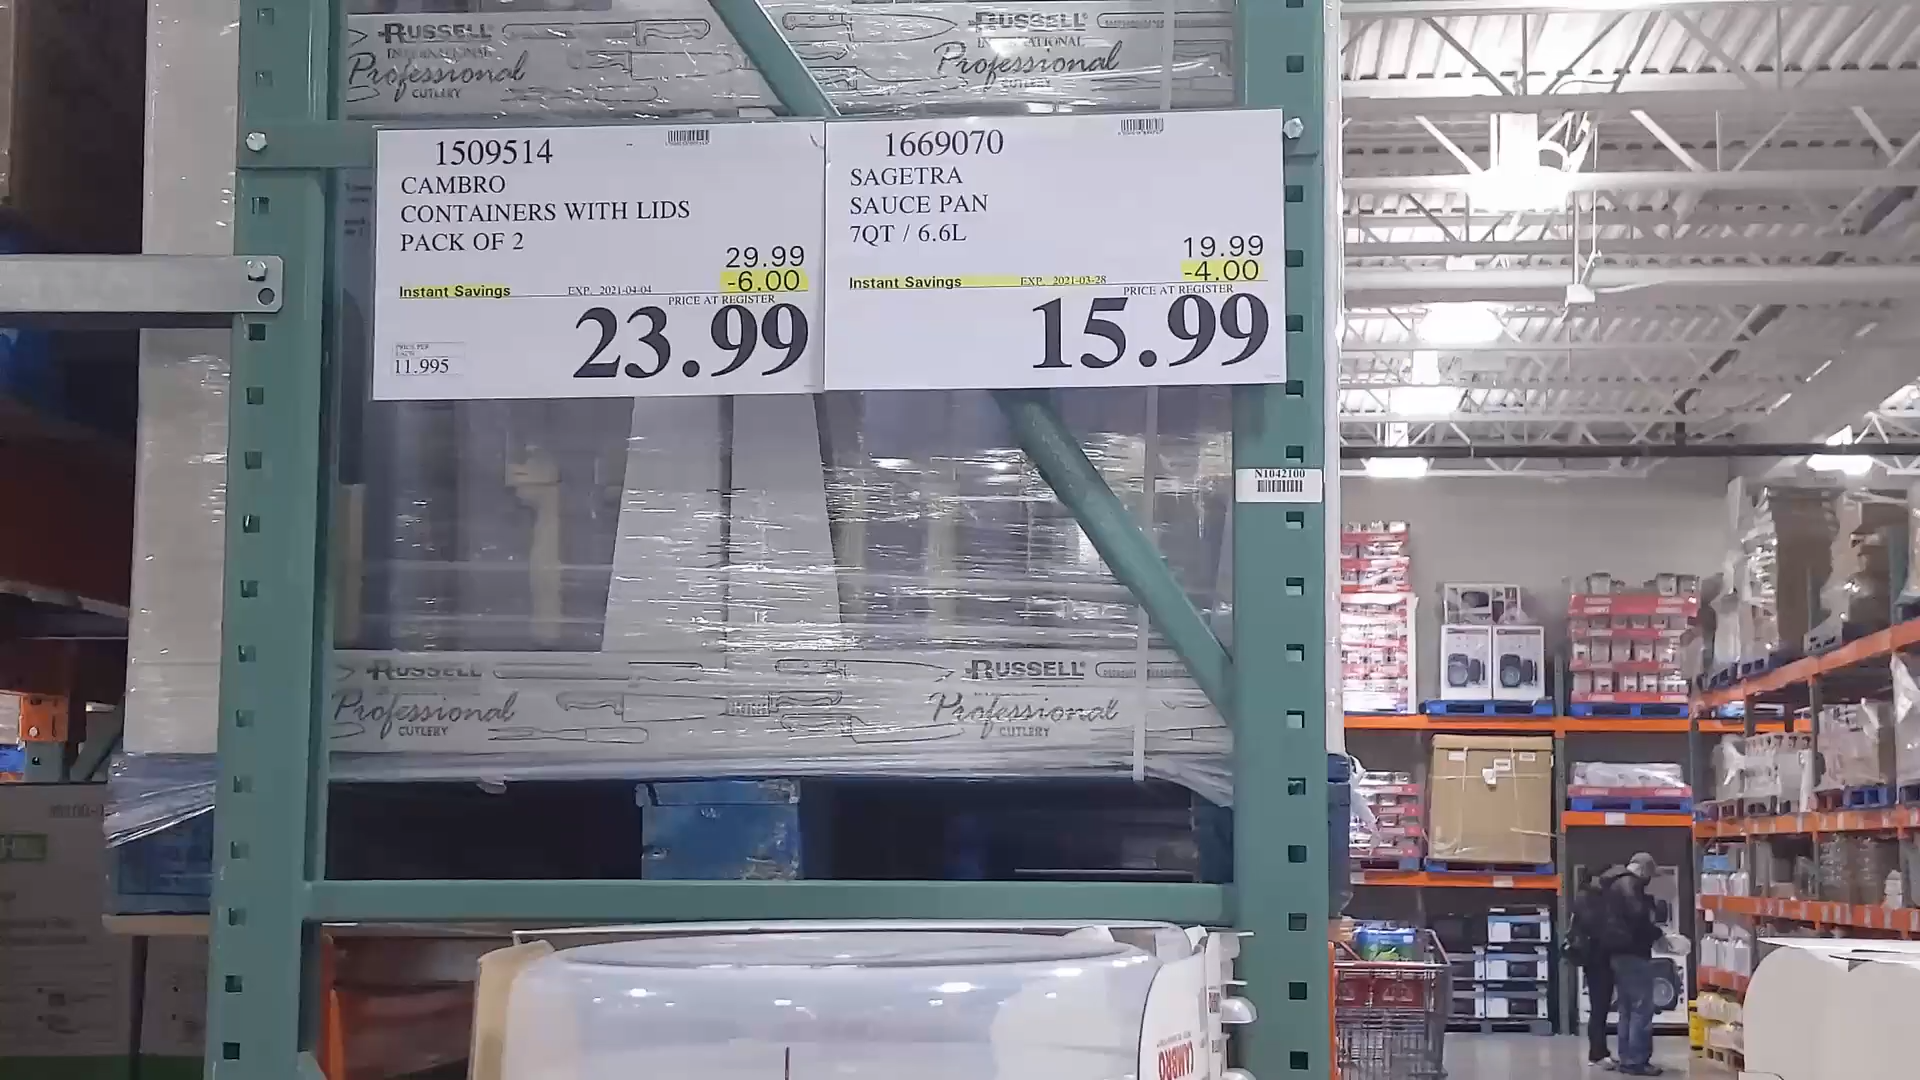 RUSSELL
INTERNATIONAL
Professional
CUTLERY
RUSSELL
INTERNATIONAL
Professional
CUTLERY
1509514
CAMBRO
CONTAINERS WITH LIDS
PACK OF 2
29.99
-6.00
Instant Savings
EXP. 2021-04-04
PRICE AT REGISTER
23.99
PRICE PER
11.995
1669070
SAGETRA
SAUCE PAN
7QT / 6.6L
19.99
-4.00
Instant Savings
EXP. 2021-03-28
PRICE AT REGISTER
15.99
N1042100
RUSSELL
Professional
CUTLERY
RUSSELL
Professional
CUTLERY
CAMBRO